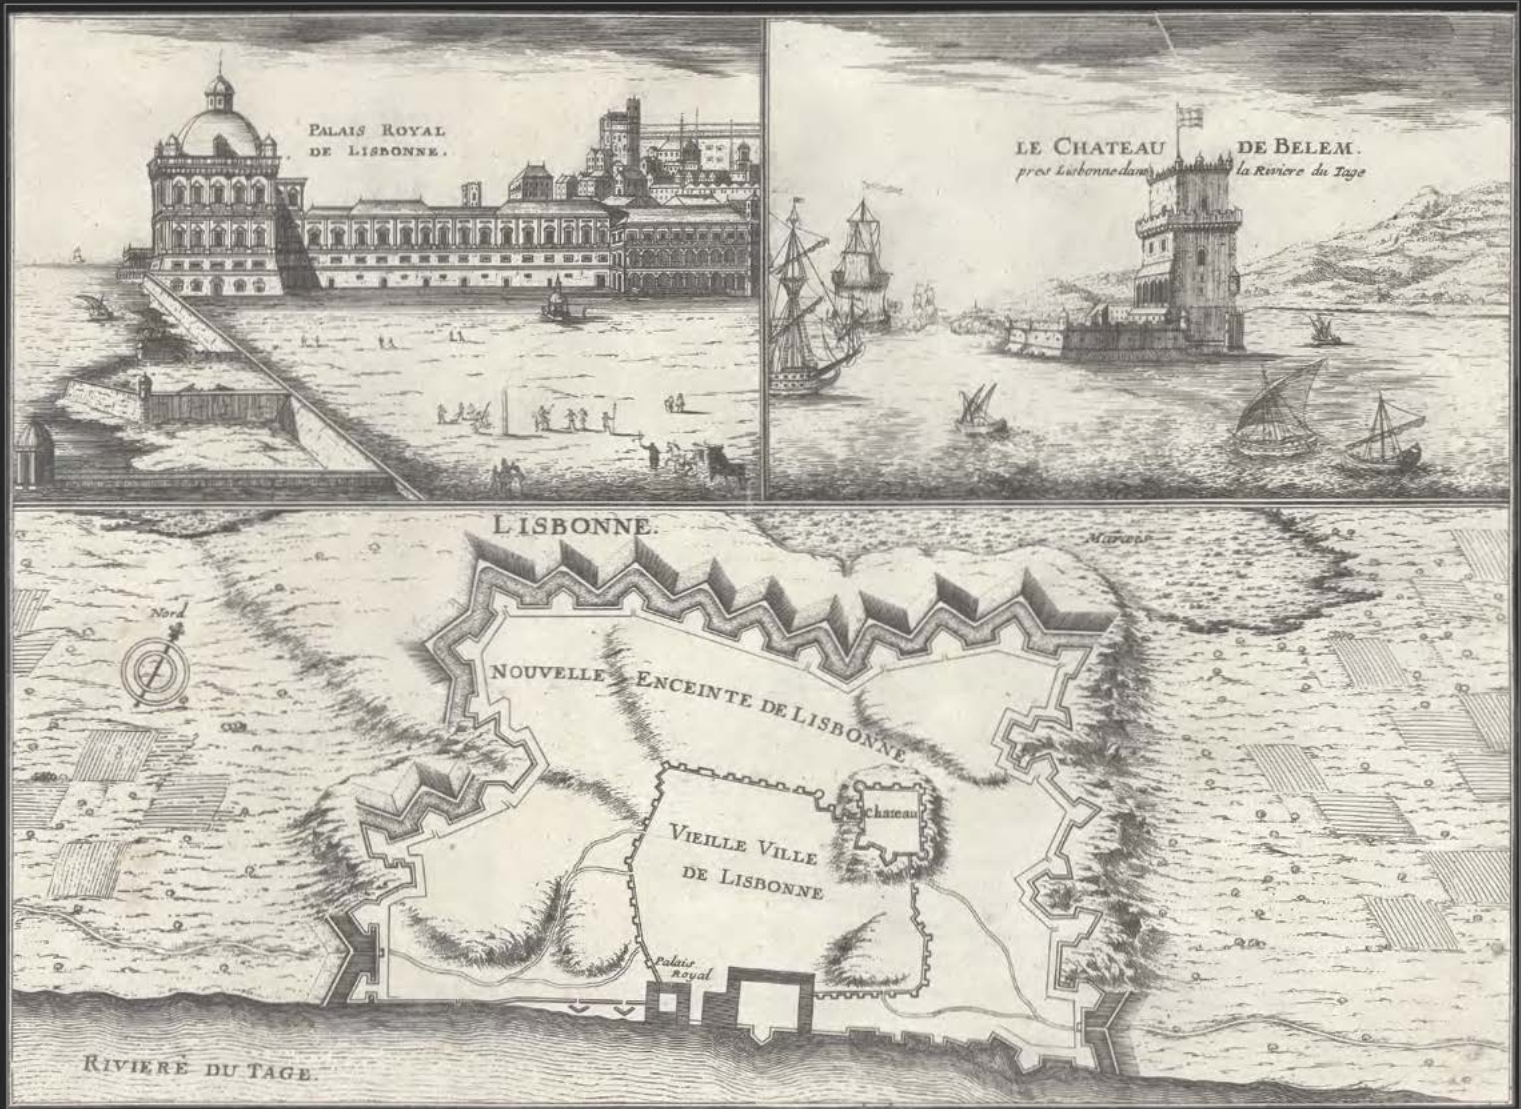 PALAIS ROYAL
DE LISBONNE.
LE CHATEAU DE BELEM.
pres Lisbonne dans la Riviere du Tage
LISBONNE.
Marais
Nord
NOUVELLE ENCEINTE DE LISBONNE
Chateau
VIEILLE VILLE
DE LISBONNE
Palais
Royal
RIVIERE DU TAGE.